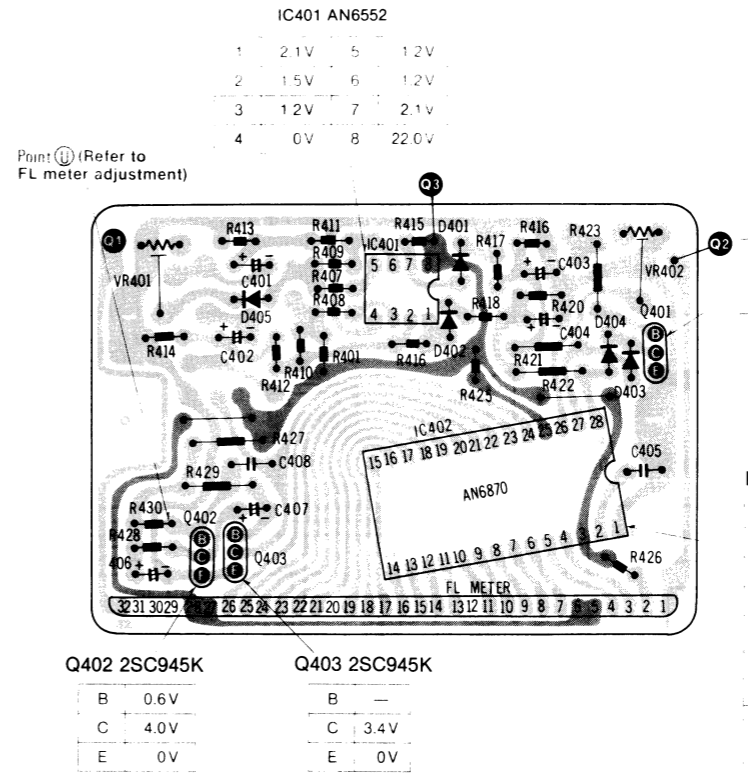 IC401 AN6552
1 2.1V 5 1.2V
2 1.5V 6 1.2V
3 1.2V 7 2.1V
4 0V 8 22.0V
Point Ⓤ (Refer to
FL meter adjustment)
Q3
Q1
R413
R411
R415
D401
R416
R423
Q2
IC401
R409
R417
VR401
C401
R407
5 6 7 8
C403
VR402
D405
R408
R418
R420
Q401
4 3 2 1
C404
D404
B
C
E
R414
C402
R410
R401
R416
D402
R421
R412
R425
R422
D403
R427
IC402
15 16 17 18 19 20 21 22 23 24 25 26 27 28
C408
C405
R429
AN6870
R430
Q402
C407
R428
B
C
E
B
C
E
Q403
406
14 13 12 11 10 9 8 7 6 5 4 3 2 1
R426
FL METER
32 31 30 29 28 27 26 25 24 23 22 21 20 19 18 17 16 15 14 13 12 11 10 9 8 7 6 5 4 3 2 1
Q402 2SC945K
B 0.6V
C 4.0V
E 0V
Q403 2SC945K
B —
C 3.4V
E 0V